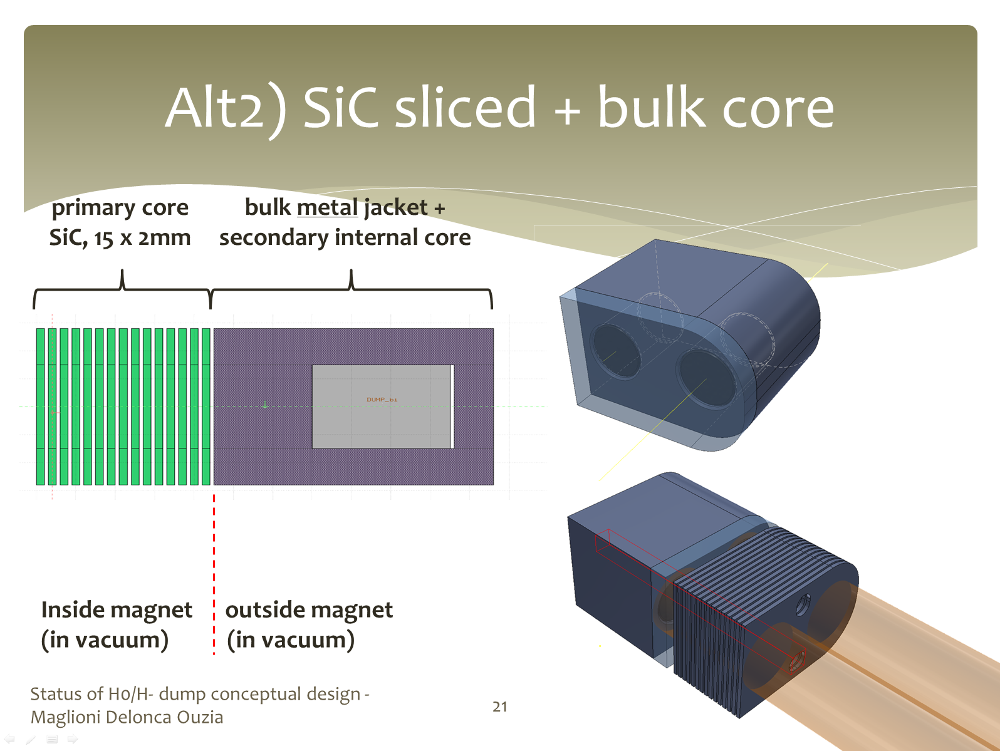 Alt2) SiC sliced + bulk core
primary core
SiC, 15 x 2mm
bulk metal jacket +
secondary internal core
DUMP_b1
Inside magnet
(in vacuum)
outside magnet
(in vacuum)
Status of H0/H- dump conceptual design -
Maglioni Delonca Ouzia
21